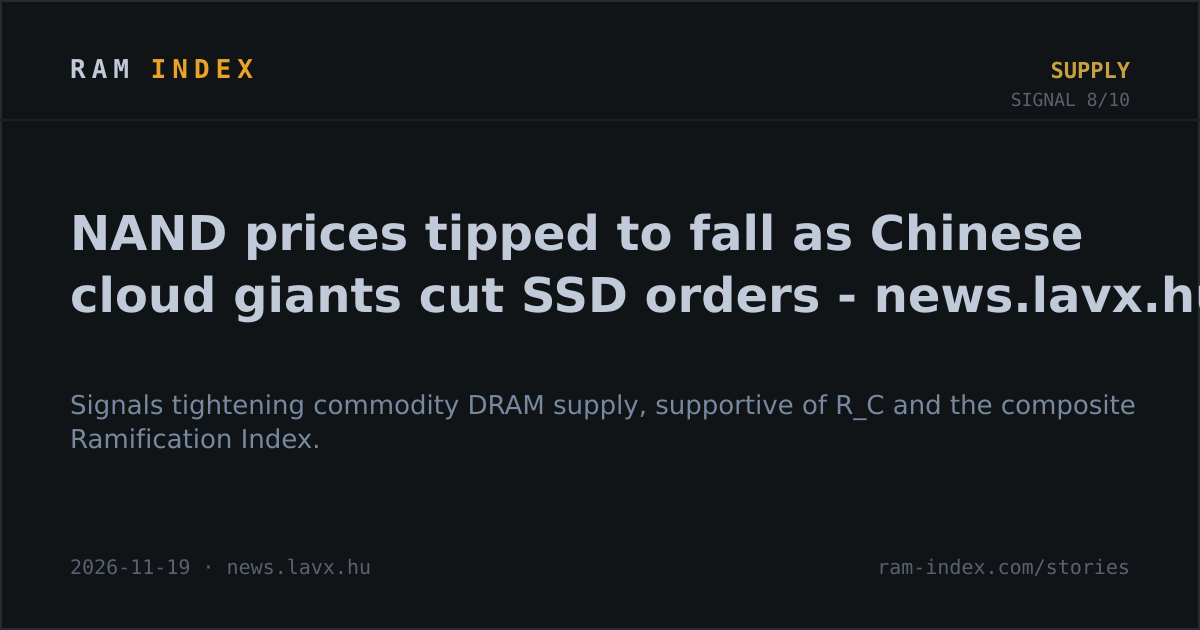 RAM INDEX
SUPPLY
SIGNAL 8/10
NAND prices tipped to fall as Chinese
cloud giants cut SSD orders - news.lavx.h
Signals tightening commodity DRAM supply, supportive of R_C and the composite
Ramification Index.
2026-11-19 · news.lavx.hu
ram-index.com/stories